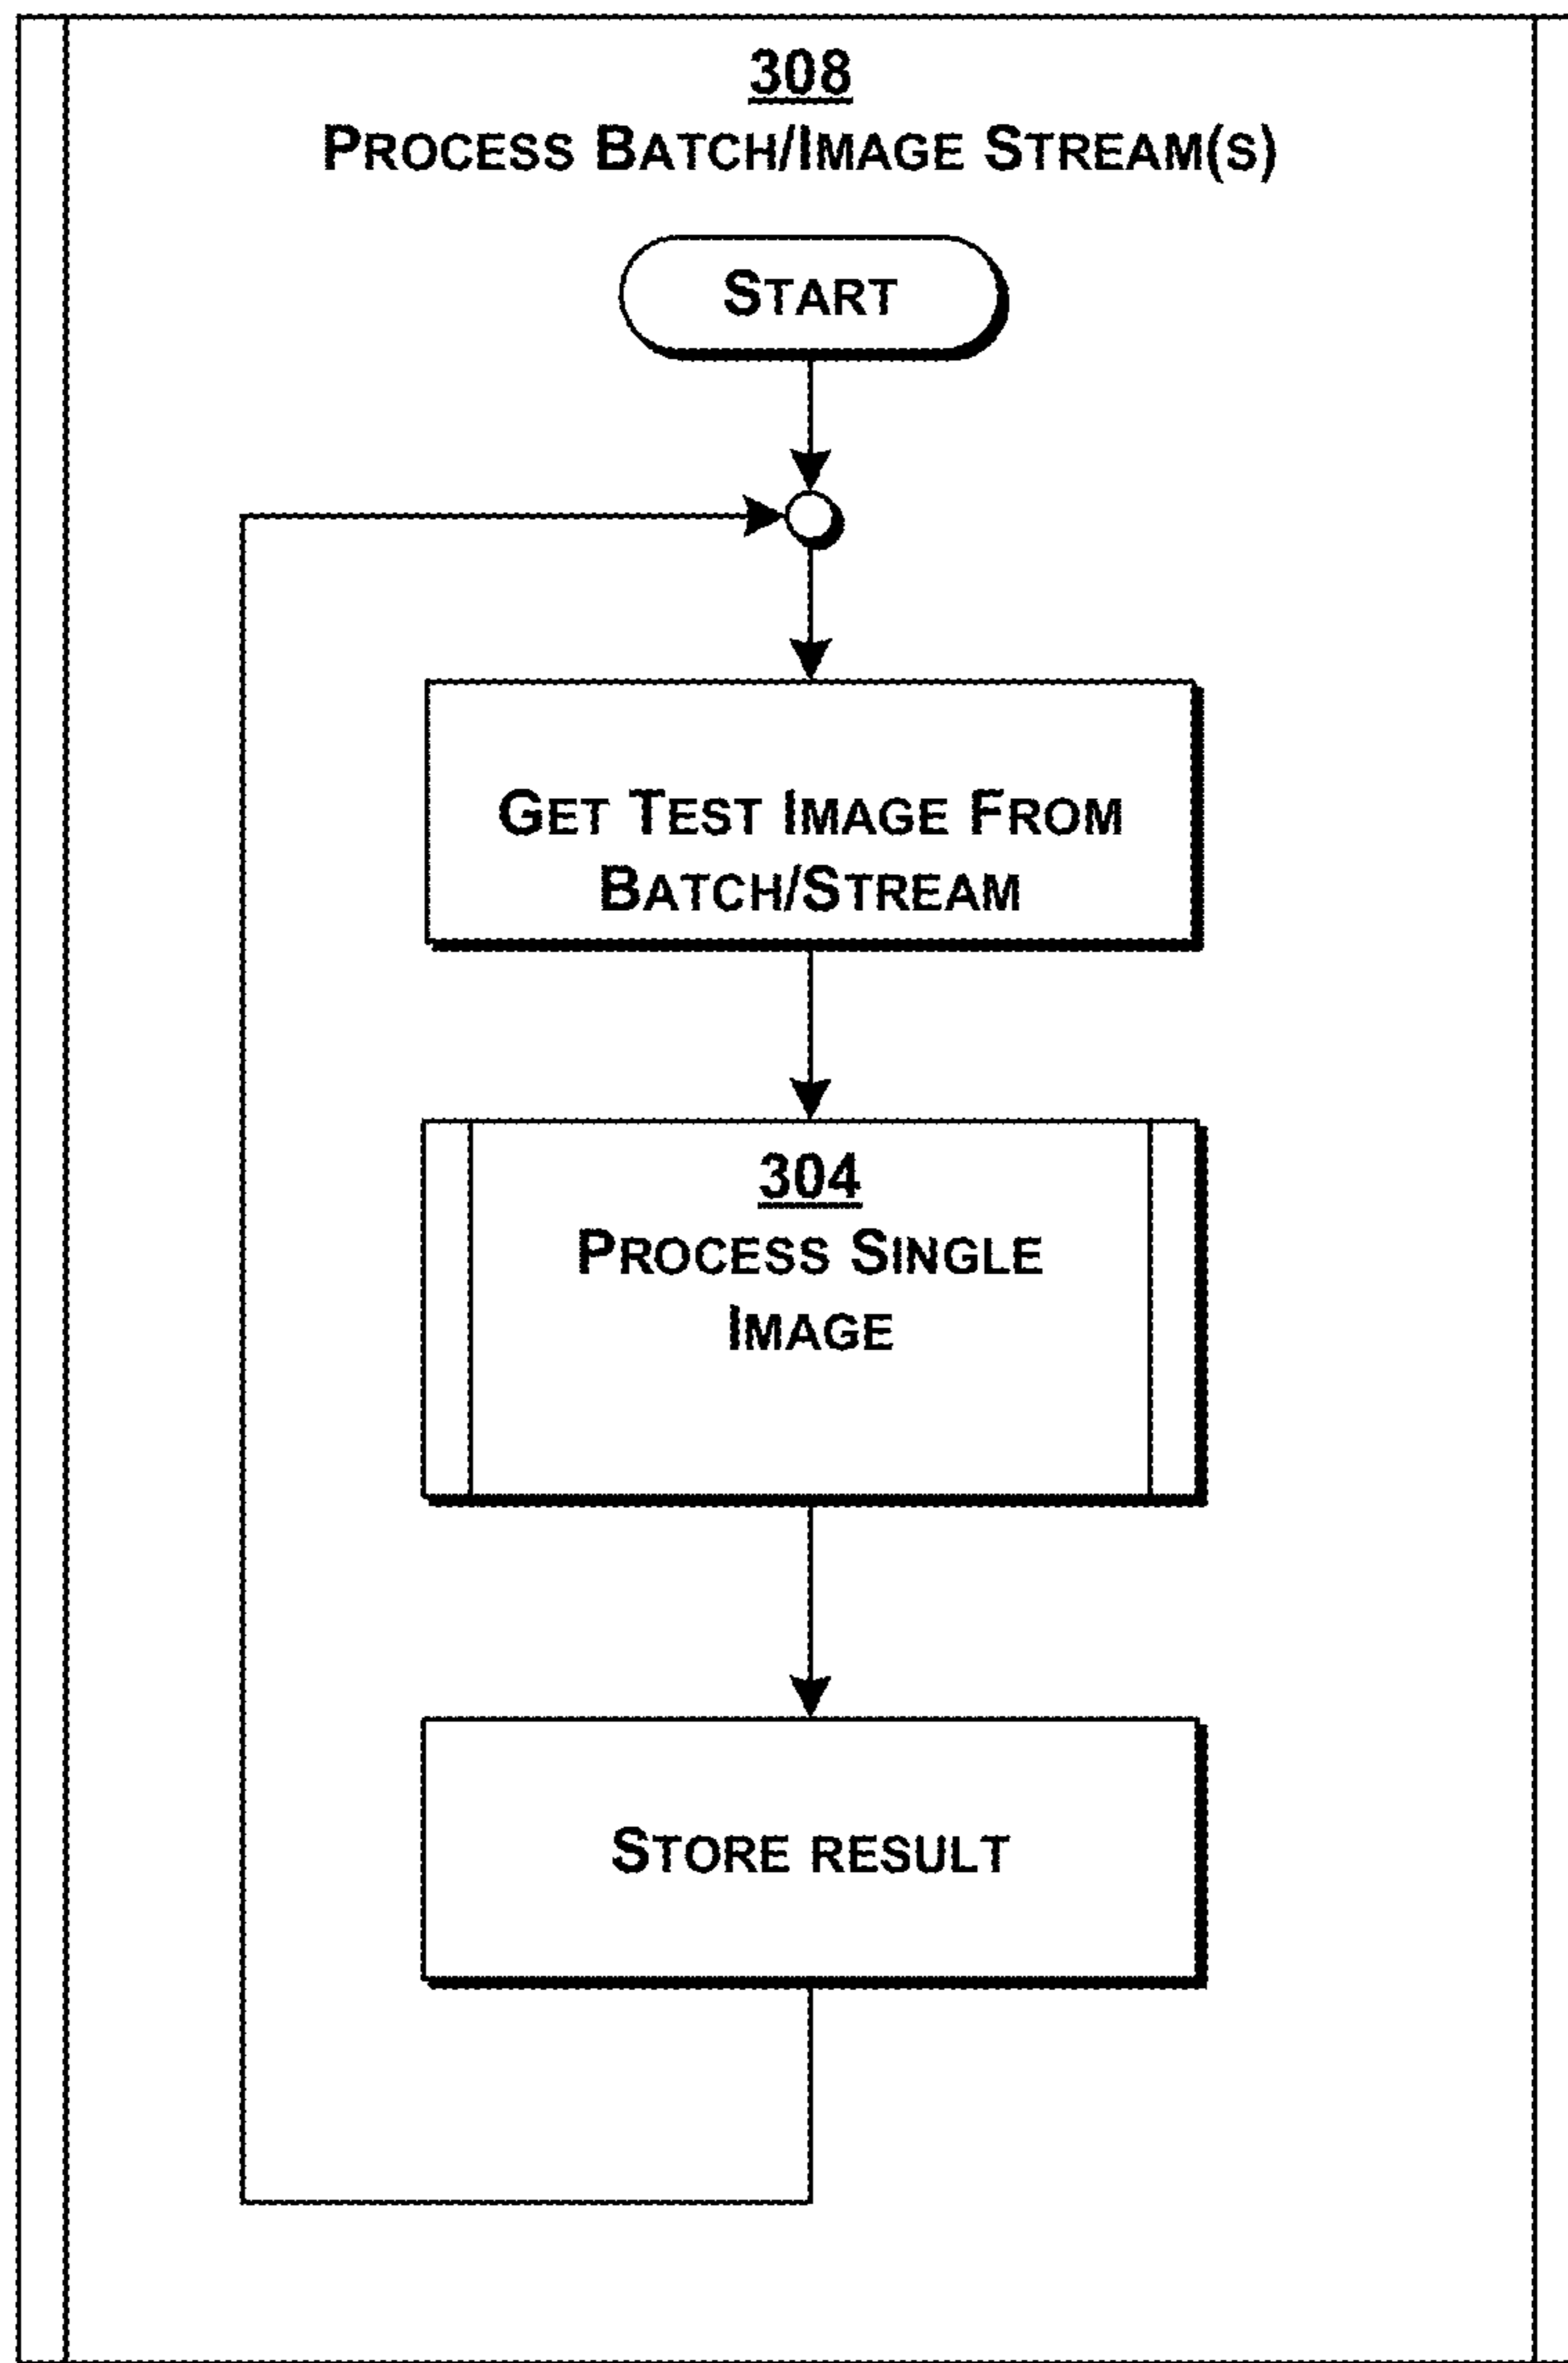 308
PROCESS BATCH/IMAGE STREAM(S)
START
GET TEST IMAGE FROM
BATCH/STREAM
304
PROCESS SINGLE
IMAGE
STORE RESULT